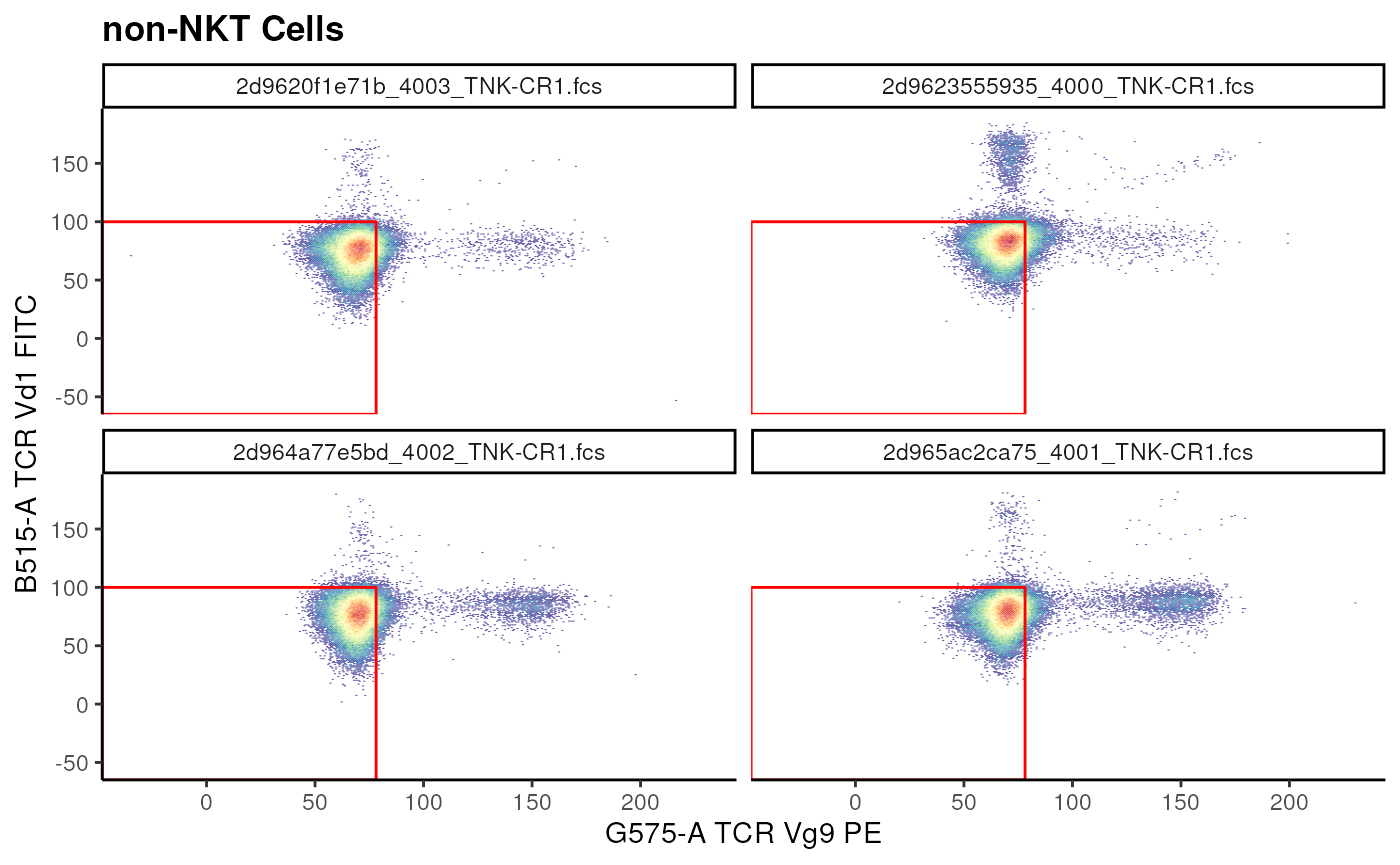 non-NKT Cells
2d9620f1e71b_4003_TNK-CR1.fcs
2d9623555935_4000_TNK-CR1.fcs
150
100
50
0
-50
2d964a77e5bd_4002_TNK-CR1.fcs
2d965ac2ca75_4001_TNK-CR1.fcs
150
100
50
0
-50
0 50 100 150 200
0 50 100 150 200
G575-A TCR Vg9 PE
B515-A TCR Vd1 FITC